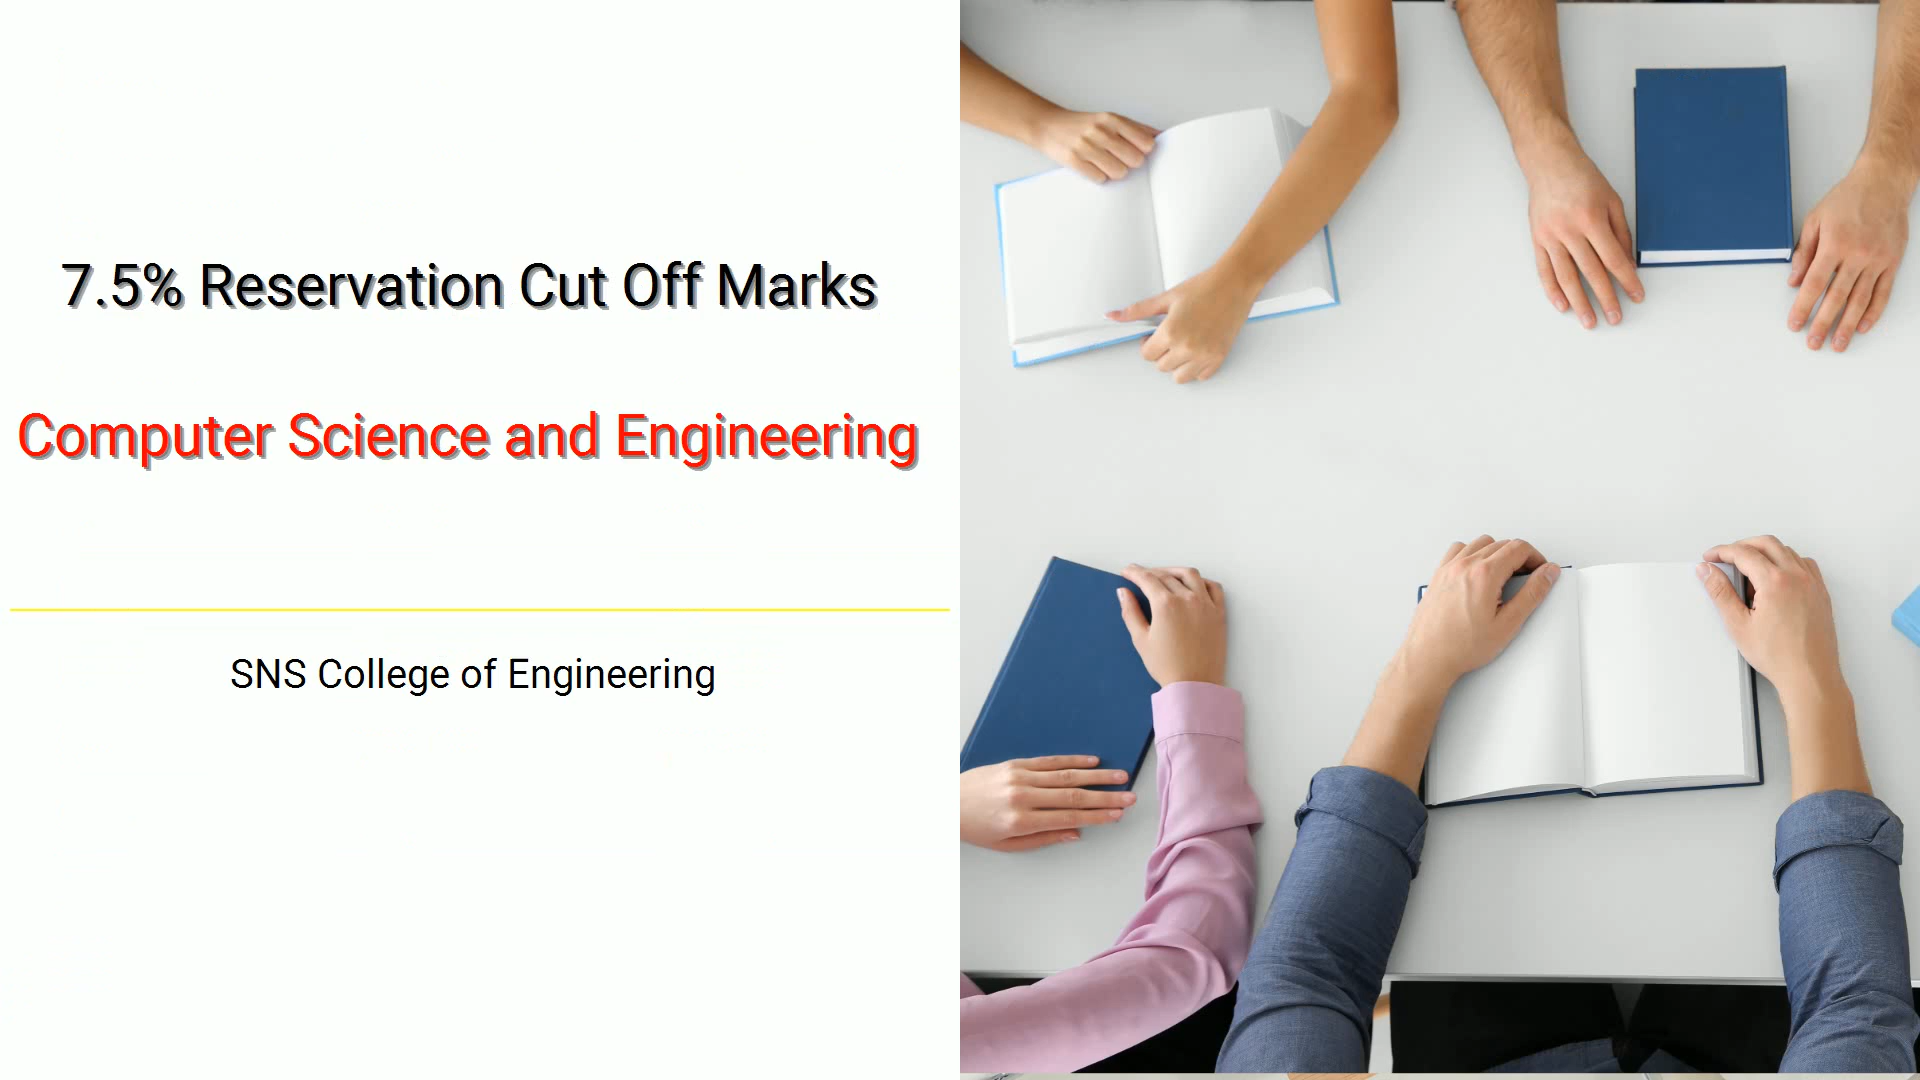 7.5% Reservation Cut Off Marks
Computer Science and Engineering
SNS College of Engineering